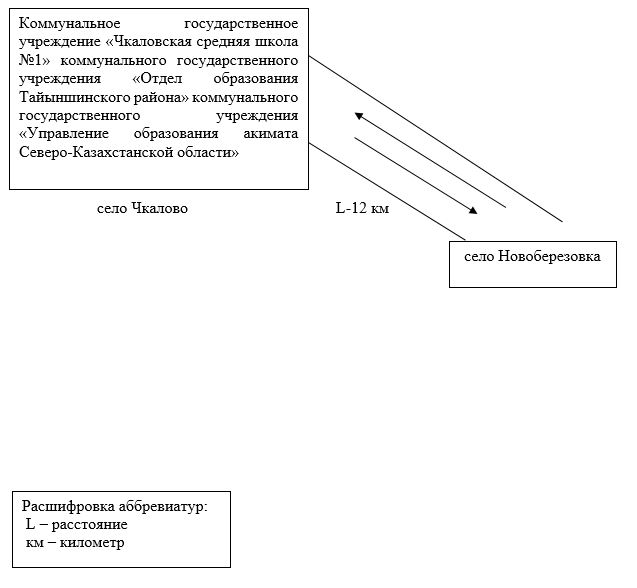 Коммунальное государственное
учреждение «Чкаловская средняя школа
№1» коммунального государственного
учреждения «Отдел образования
Тайыншинского района» коммунального
государственного учреждения
«Управление образования акимата
Северо-Казахстанской области»
село Чкалово
L-12 км
село Новоберезовка
Расшифровка аббревиатур:
L – расстояние
км – километр